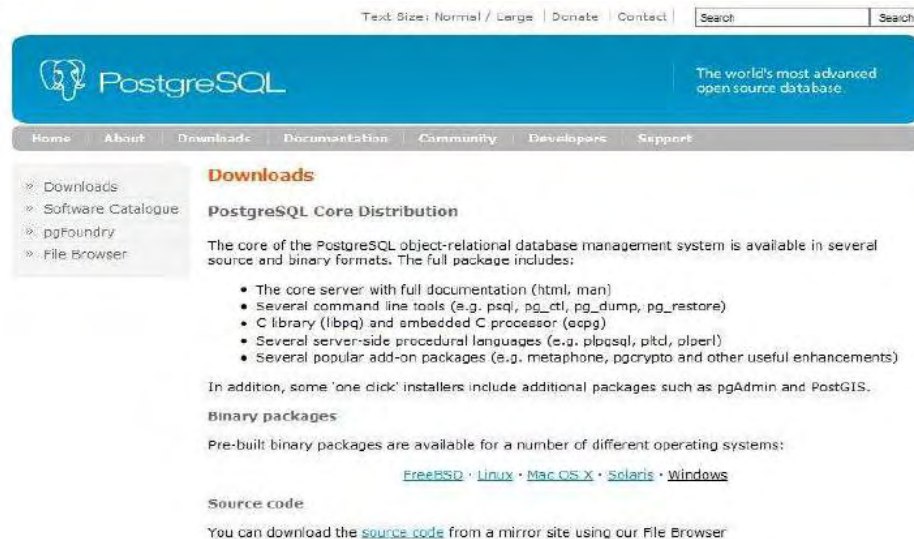 Text Size: Normal / Large | Donate | Contact | Search Search
PostgreSQL
The world's most advanced
open source database.
Home | About | Downloads | Documentation | Community | Developers | Support
» Downloads
» Software Catalogue
» pgFoundry
» File Browser
Downloads
PostgreSQL Core Distribution
The core of the PostgreSQL object-relational database management system is available in several
source and binary formats. The full package includes:
• The core server with full documentation (html, man)
• Several command line tools (e.g. psql, pg_ctl, pg_dump, pg_restore)
• C library (libpq) and embedded C processor (ecpg)
• Several server-side procedural languages (e.g. plpgsql, pltcl, plperl)
• Several popular add-on packages (e.g. metaphone, pgcrypto and other useful enhancements)
In addition, some 'one click' installers include additional packages such as pgAdmin and PostGIS.
Binary packages
Pre-built binary packages are available for a number of different operating systems:
FreeBSD · Linux · Mac OS X · Solaris · Windows
Source code
You can download the source code from a mirror site using our File Browser